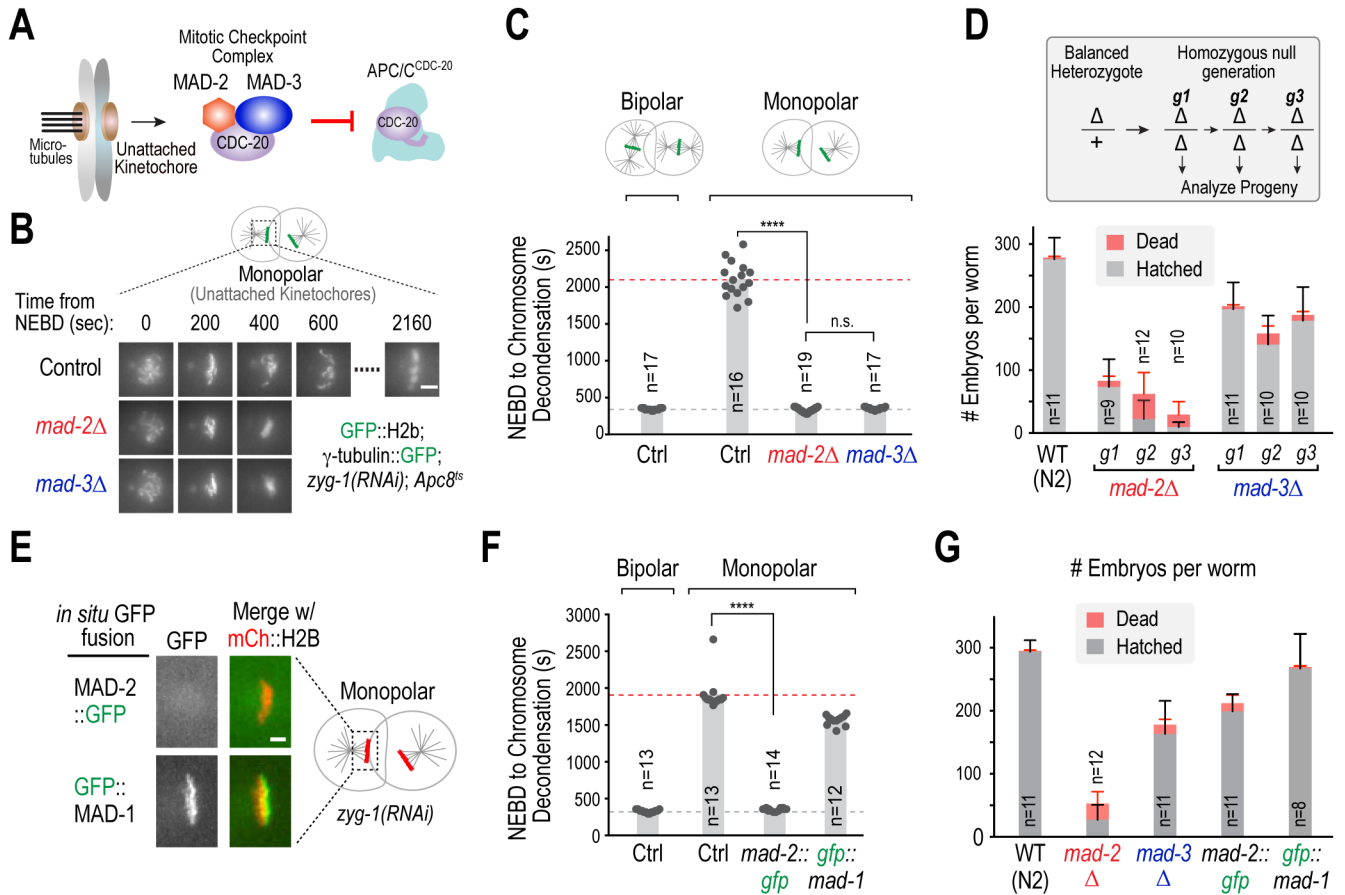 A
Mitotic Checkpoint
Complex
MAD-2 MAD-3
CDC-20
Micro-
tubules
Unattached
Kinetochore
APC/C^CDC-20
CDC-20
B
Monopolar
(Unattached Kinetochores)
Time from
NEBD (sec):
0 200 400 600 2160
Control
mad-2Δ
mad-3Δ
GFP::H2b;
γ-tubulin::GFP;
zyg-1(RNAi); Apc8^ts
C
Bipolar Monopolar
NEBD to Chromosome
Decondensation (s)
2500
2000
1500
1000
500
0
****
n.s.
n=17
n=16
n=19
n=17
Ctrl Ctrl mad-2Δ mad-3Δ
D
Balanced
Heterozygote
Homozygous null
generation
g1 g2 g3
Δ Δ Δ Δ
+ Δ Δ Δ
Analyze Progeny
Dead
Hatched
# Embryos per worm
300
200
100
0
n=11
n=9
n=12
n=10
n=11
n=10
n=10
WT
(N2)
g1 g2 g3 g1 g2 g3
mad-2Δ mad-3Δ
E
in situ GFP
fusion
GFP
Merge w/
mCh::H2B
MAD-2
::GFP
GFP::
MAD-1
Monopolar
zyg-1(RNAi)
F
Bipolar Monopolar
NEBD to Chromosome
Decondensation (s)
3000
2500
2000
1500
1000
500
0
****
n=13
n=13
n=14
n=12
Ctrl Ctrl mad-2::
gfp
gfp::
mad-1
G
# Embryos per worm
Dead
Hatched
300
200
100
0
n=11
n=12
n=11
n=11
n=8
WT
(N2)
mad-2
Δ
mad-3
Δ
mad-2::
gfp
gfp::
mad-1